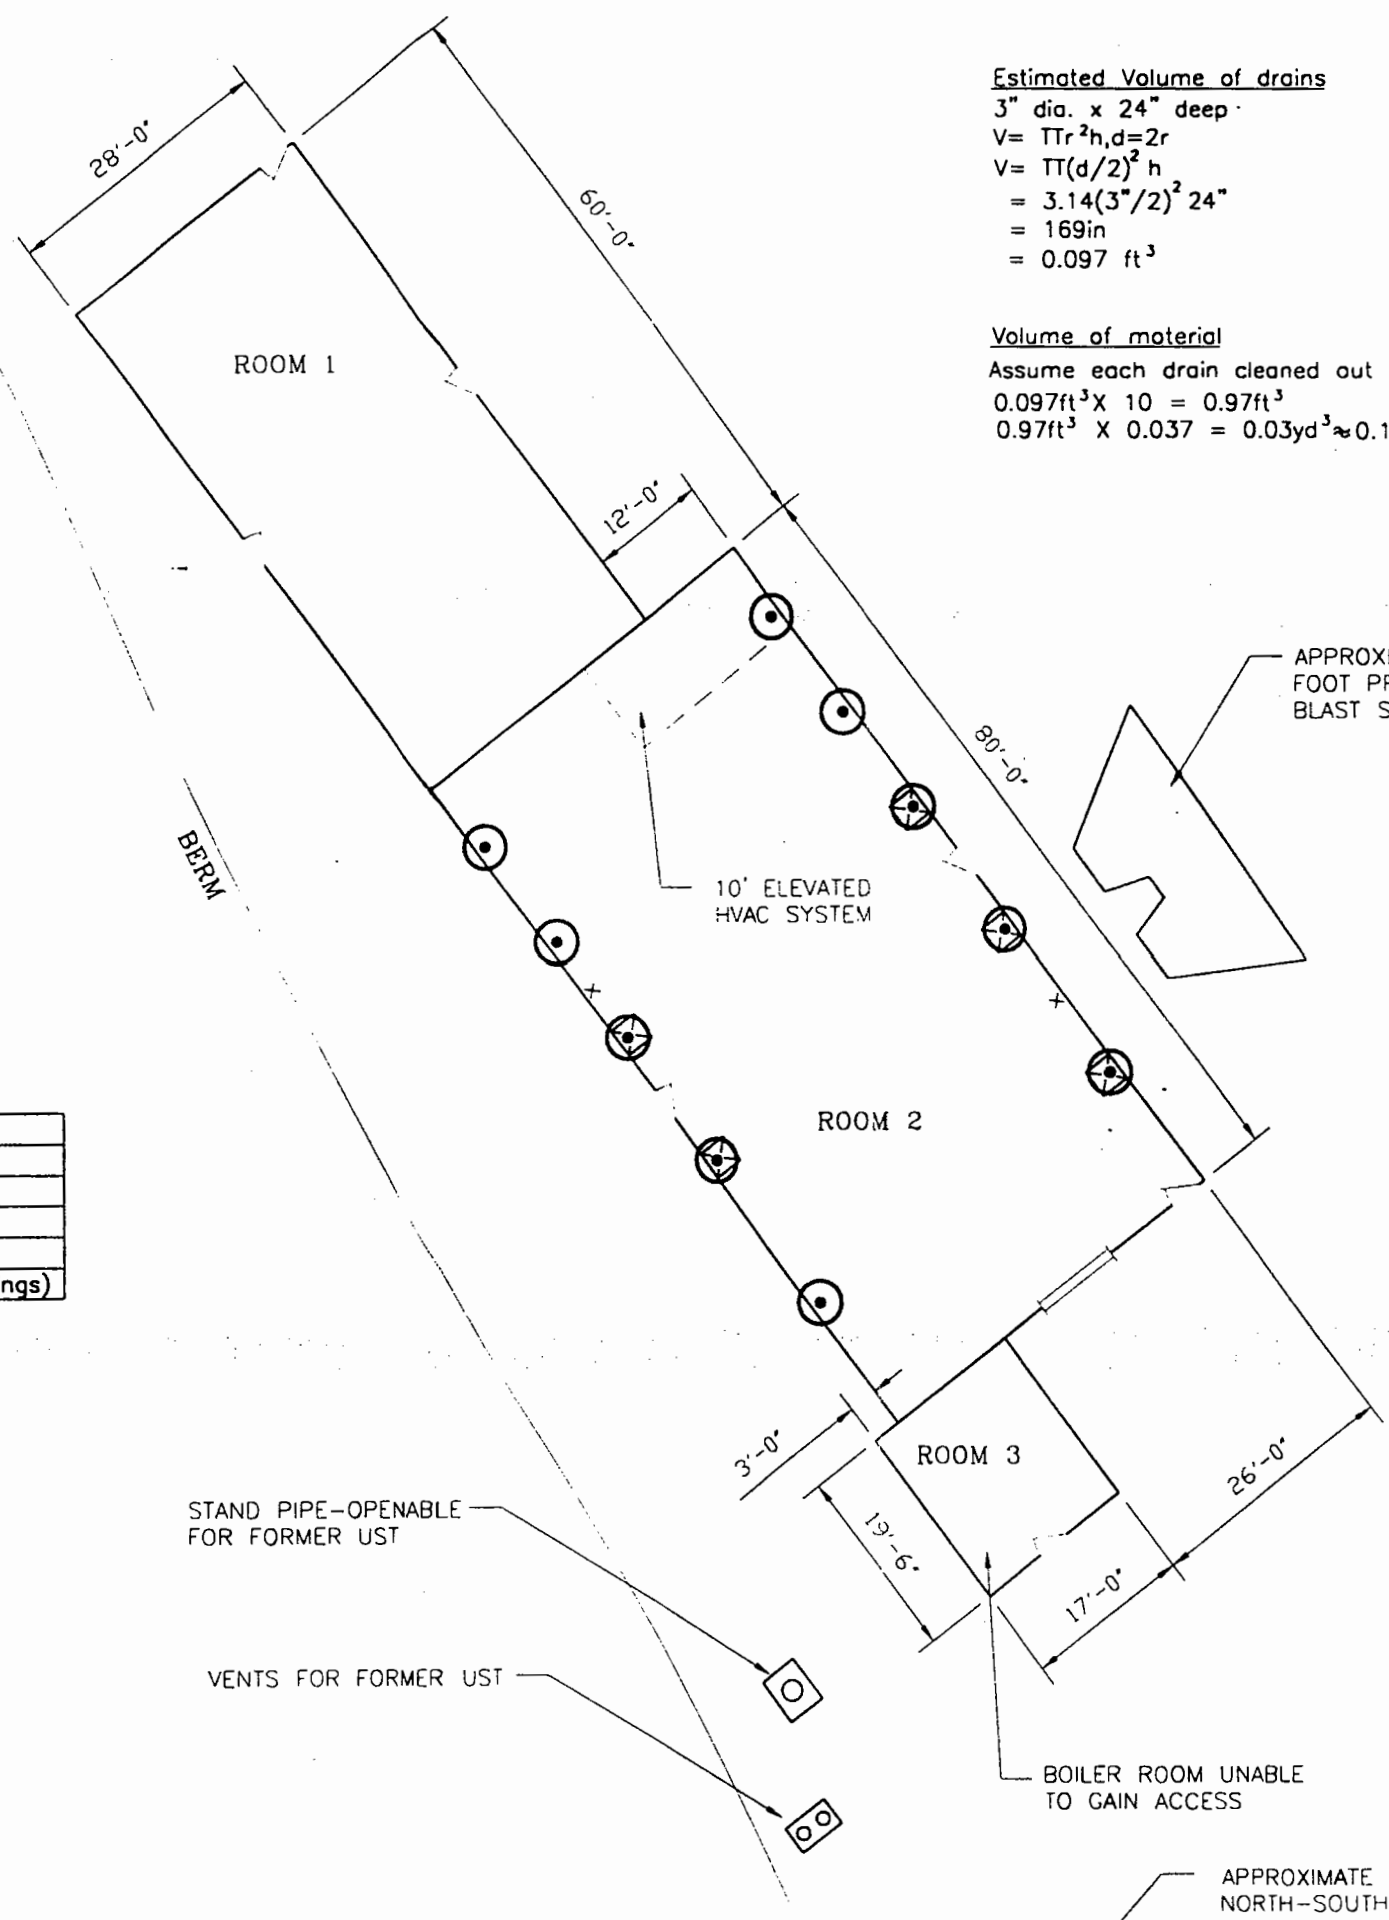 Estimated Volume of drains
3" dia. x 24" deep
V= TTr²h,d=2r
V= TT(d/2)² h
= 3.14(3"/2)² 24"
= 169in
= 0.097 ft³
Volume of material
Assume each drain cleaned out
0.097ft³X 10 = 0.97ft³
0.97ft³ X 0.037 = 0.03yd³≈0.1
28'-0"
60'-0"
ROOM 1
12'-0"
80'-0"
FOOT
BLAST
BERM
10' ELEVATED
HVAC SYSTEM
ROOM 2
ngs)
3'-0"
ROOM 3
26'-0"
19'-6"
17'-0"
STAND PIPE-OPENABLE
FOR FORMER UST
VENTS FOR FORMER UST
BOILER ROOM UNABLE
TO GAIN ACCESS
APPROXIMATE
NORTH-SOUTH